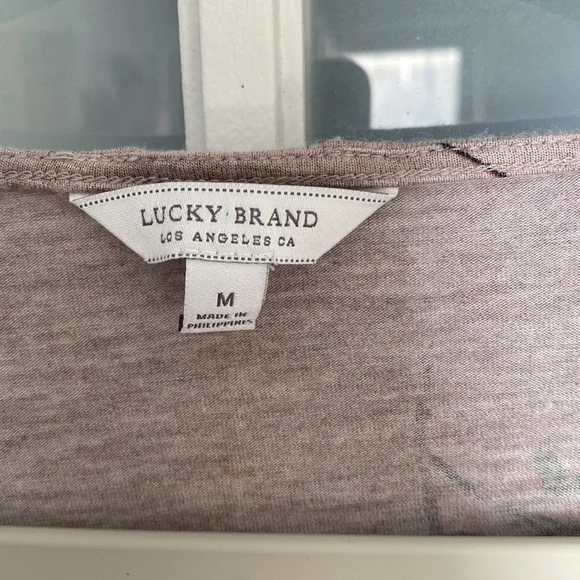 LUCKY BRAND
LOS ANGELES CA
M
MADE IN
PHILIPPINES